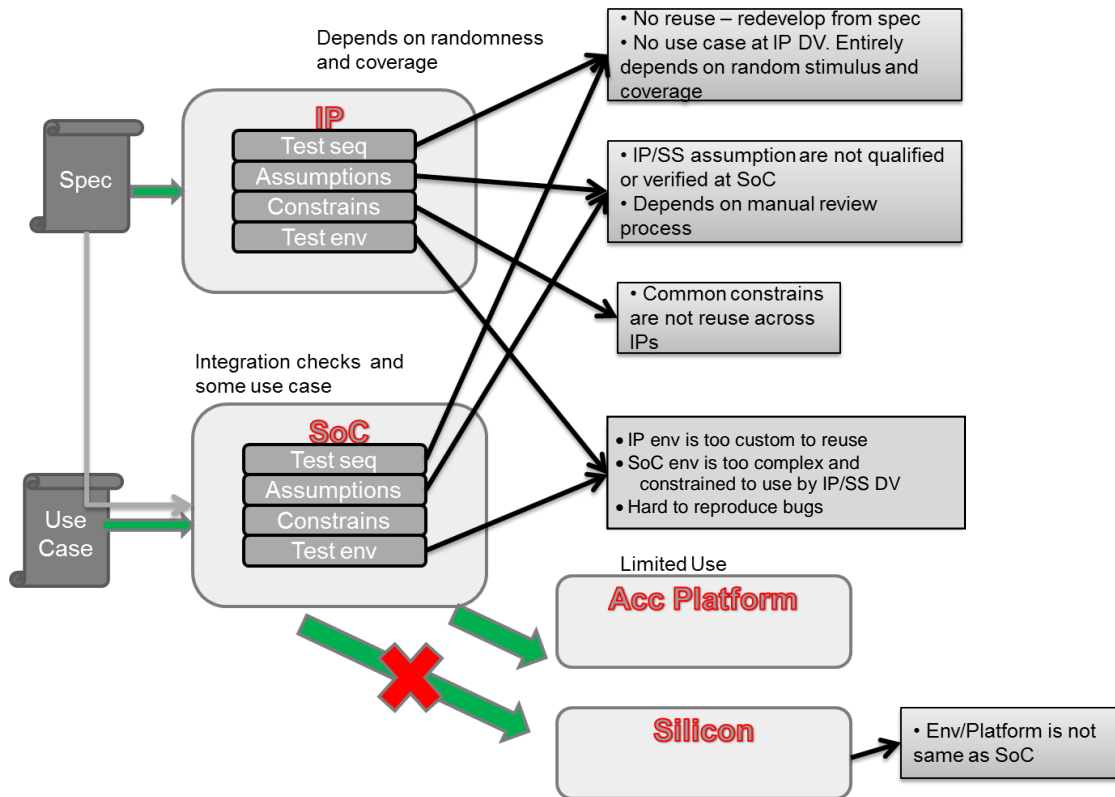 Depends on randomness
and coverage
• No reuse – redevelop from spec
• No use case at IP DV. Entirely
depends on random stimulus and
coverage
IP
Test seq
Assumptions
Constrains
Test env
Spec
• IP/SS assumption are not qualified
or verified at SoC
• Depends on manual review
process
• Common constrains
are not reuse across
IPs
Integration checks and
some use case
SoC
Test seq
Assumptions
Constrains
Test env
Use
Case
• IP env is too custom to reuse
• SoC env is too complex and
constrained to use by IP/SS DV
• Hard to reproduce bugs
Limited Use
Acc Platform
Silicon
• Env/Platform is not
same as SoC